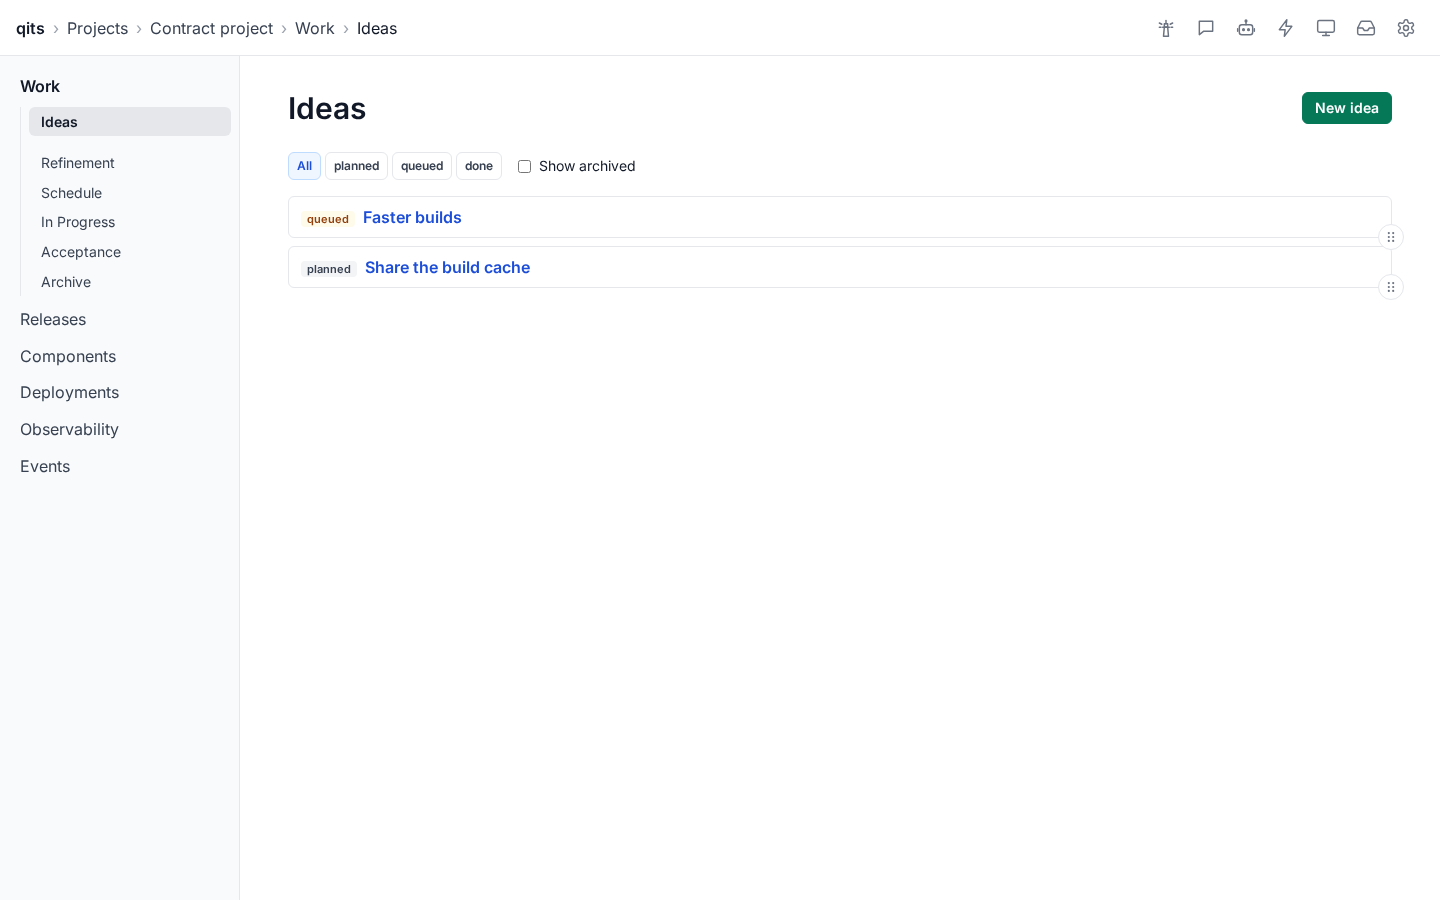 qits › Projects › Contract project › Work › Ideas
Work
Ideas
Refinement
Schedule
In Progress
Acceptance
Archive
Releases
Components
Deployments
Observability
Events
Ideas
New idea
All planned queued done Show archived
queued Faster builds
planned Share the build cache